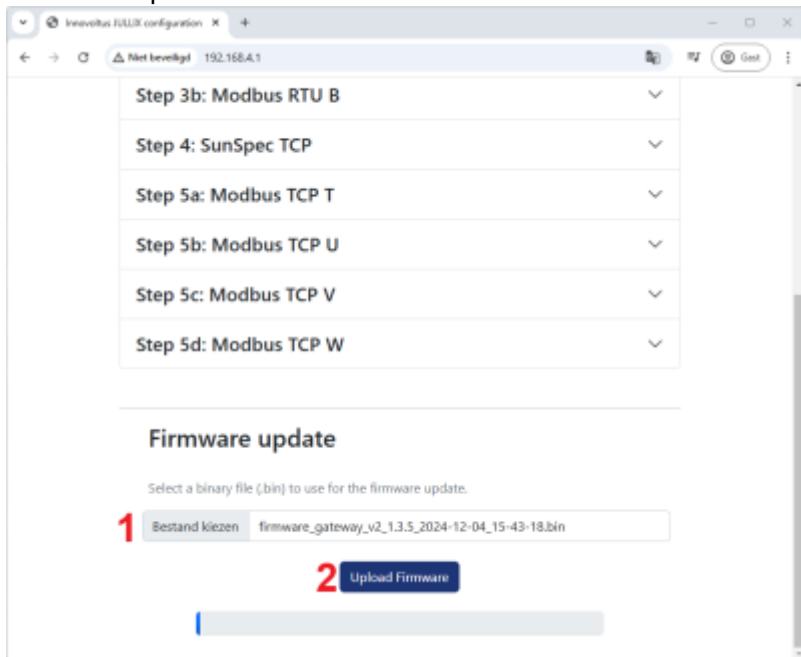 Innovoltus JULUX configuration
Niet beveiligd 192.168.4.1 Gast
Step 3b: Modbus RTU B
Step 4: SunSpec TCP
Step 5a: Modbus TCP T
Step 5b: Modbus TCP U
Step 5c: Modbus TCP V
Step 5d: Modbus TCP W
Firmware update
Select a binary file (.bin) to use for the firmware update.
1 Bestand kiezen firmware_gateway_v2_1.3.5_2024-12-04_15-43-18.bin
2 Upload Firmware